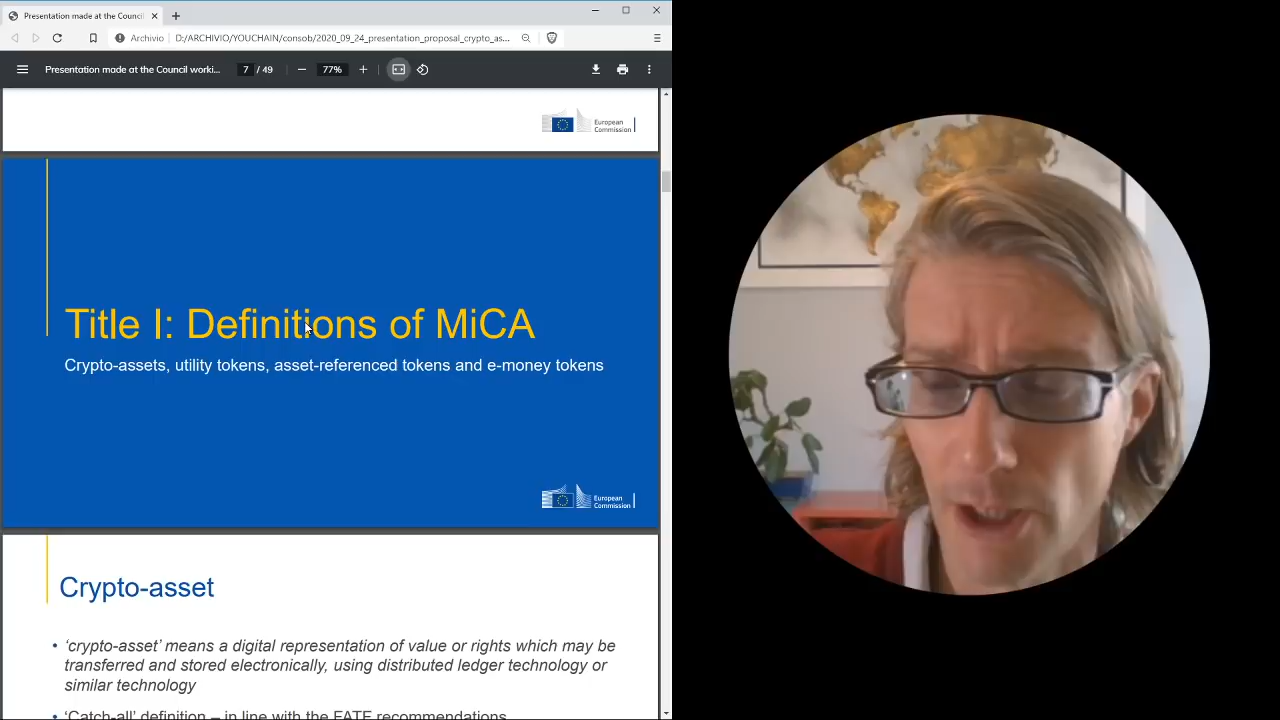 Presentation made at the Council
Archivio D:/ARCHIVIO/YOUCHAIN/consob/2020_09_24_presentation_proposal_crypto_as...
Presentation made at the Council worki... 7 / 49 77%
European
Commission
Title I: Definitions of MiCA
Crypto-assets, utility tokens, asset-referenced tokens and e-money tokens
European
Commission
Crypto-asset
• ‘crypto-asset’ means a digital representation of value or rights which may be
transferred and stored electronically, using distributed ledger technology or
similar technology
• ‘Catch-all’ definition – in line with the FATF recommendations